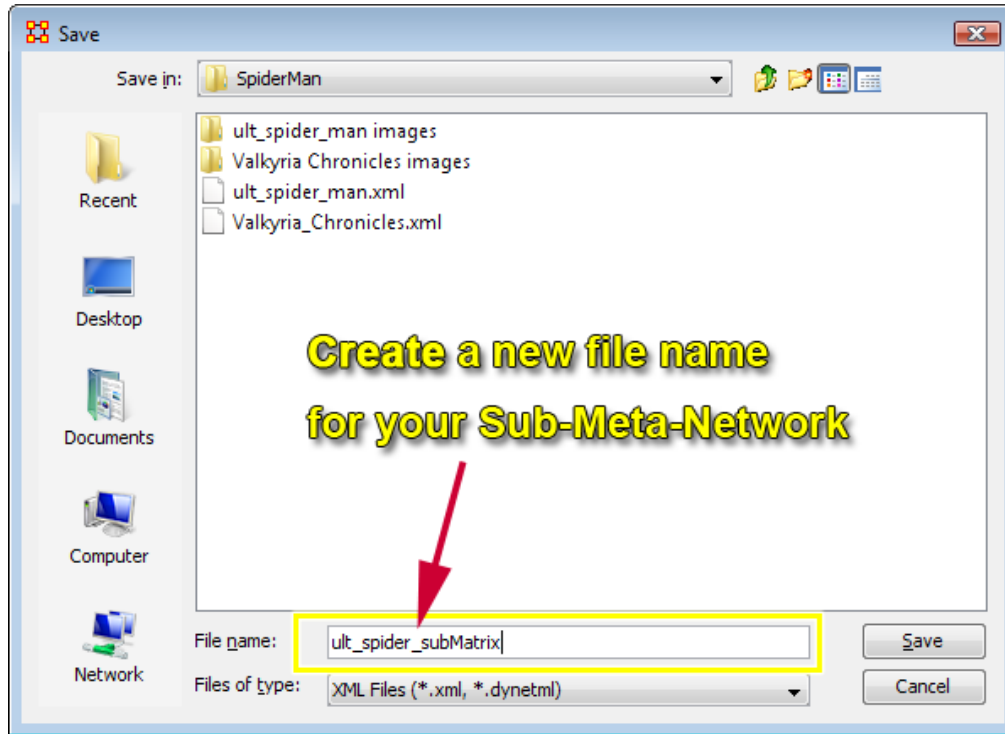 Save
Save in: SpiderMan
Recent
Desktop
Documents
Computer
Network
ult_spider_man images
Valkyria Chronicles images
ult_spider_man.xml
Valkyria_Chronicles.xml
Create a new file name
for your Sub-Meta-Network
File name: ult_spider_subMatrix
Save
Files of type: XML Files (*.xml, *.dynetml)
Cancel